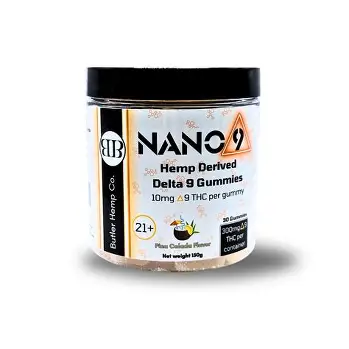 BB
Butler Hemp Co.
NANO 9
Hemp Derived
Delta 9 Gummies
10mg Δ9 THC per gummy
21+
Pina Colada Flavor
Net weight 150g
30 Gummies
300mg Δ9
THC per
container